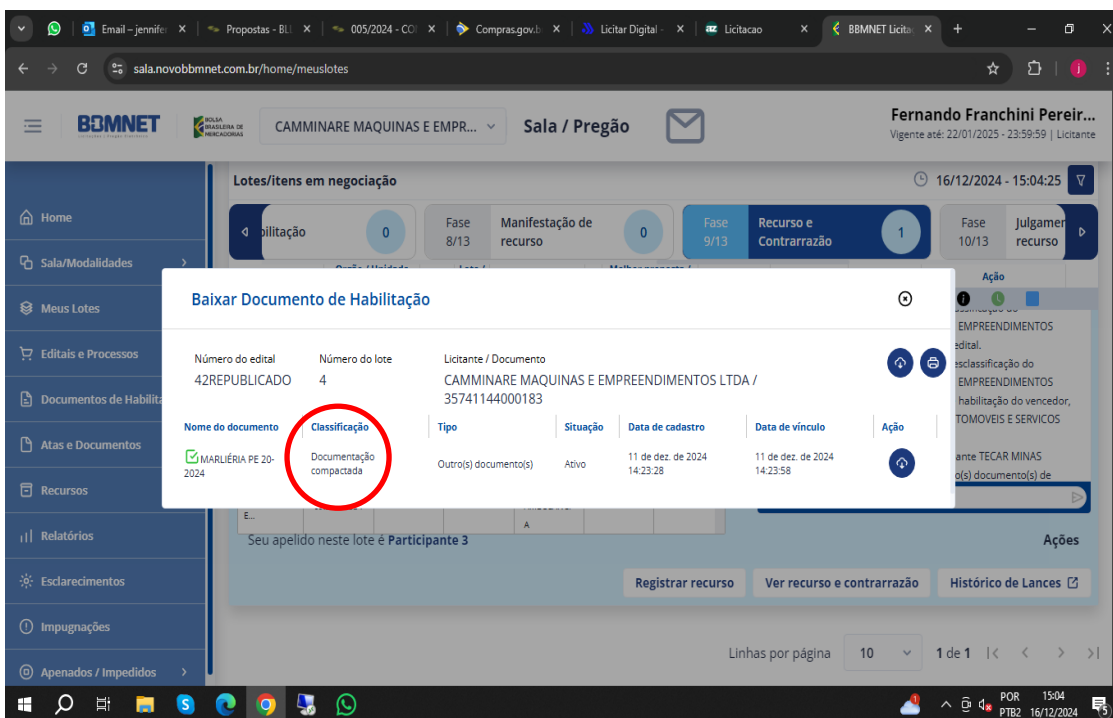 Email – jennifer
Propostas - BLL
005/2024 - CO
Compras.gov.b
Licitar Digital -
Licitacao
BBMNET Licita
sala.novobbmnet.com.br/home/meuslotes
j
BBMNET
BOLSA
BRASILEIRA DE
MERCADORIAS
CAMMINARE MAQUINAS E EMPR...
Sala / Pregão
Fernando Franchini Pereir...
Vigente até: 22/01/2025 - 23:59:59 | Licitante
Lotes/itens em negociação
16/12/2024 - 15:04:25
Home
Sala/Modalidades
Meus Lotes
Editais e Processos
Documentos de Habilita
Atas e Documentos
Recursos
Relatórios
Esclarecimentos
Impugnações
Apenados / Impedidos
bilitação
0
Fase
8/13
Manifestação de
recurso
0
Fase
9/13
Recurso e
Contrarrazão
1
Fase
10/13
Julgamer
recurso
Ação
EMPREENDIMENTOS
edital.
esclassificação do
EMPREENDIMENTOS
habilitação do vencedor,
TOMOVEIS E SERVICOS
ante TECAR MINAS
o(s) documento(s) de
Baixar Documento de Habilitação
Número do edital
Número do lote
Licitante / Documento
42REPUBLICADO
4
CAMMINARE MAQUINAS E EMPREENDIMENTOS LTDA /
35741144000183
Nome do documento
Classificação
Tipo
Situação
Data de cadastro
Data de vínculo
Ação
MARLIÉRIA PE 20-
2024
Documentação
compactada
Outro(s) documento(s)
Ativo
11 de dez. de 2024
14:23:28
11 de dez. de 2024
14:23:58
E...
A
Seu apelido neste lote é Participante 3
Ações
Registrar recurso
Ver recurso e contrarrazão
Histórico de Lances
Linhas por página
10
1 de 1
POR
PTB2
15:04
16/12/2024